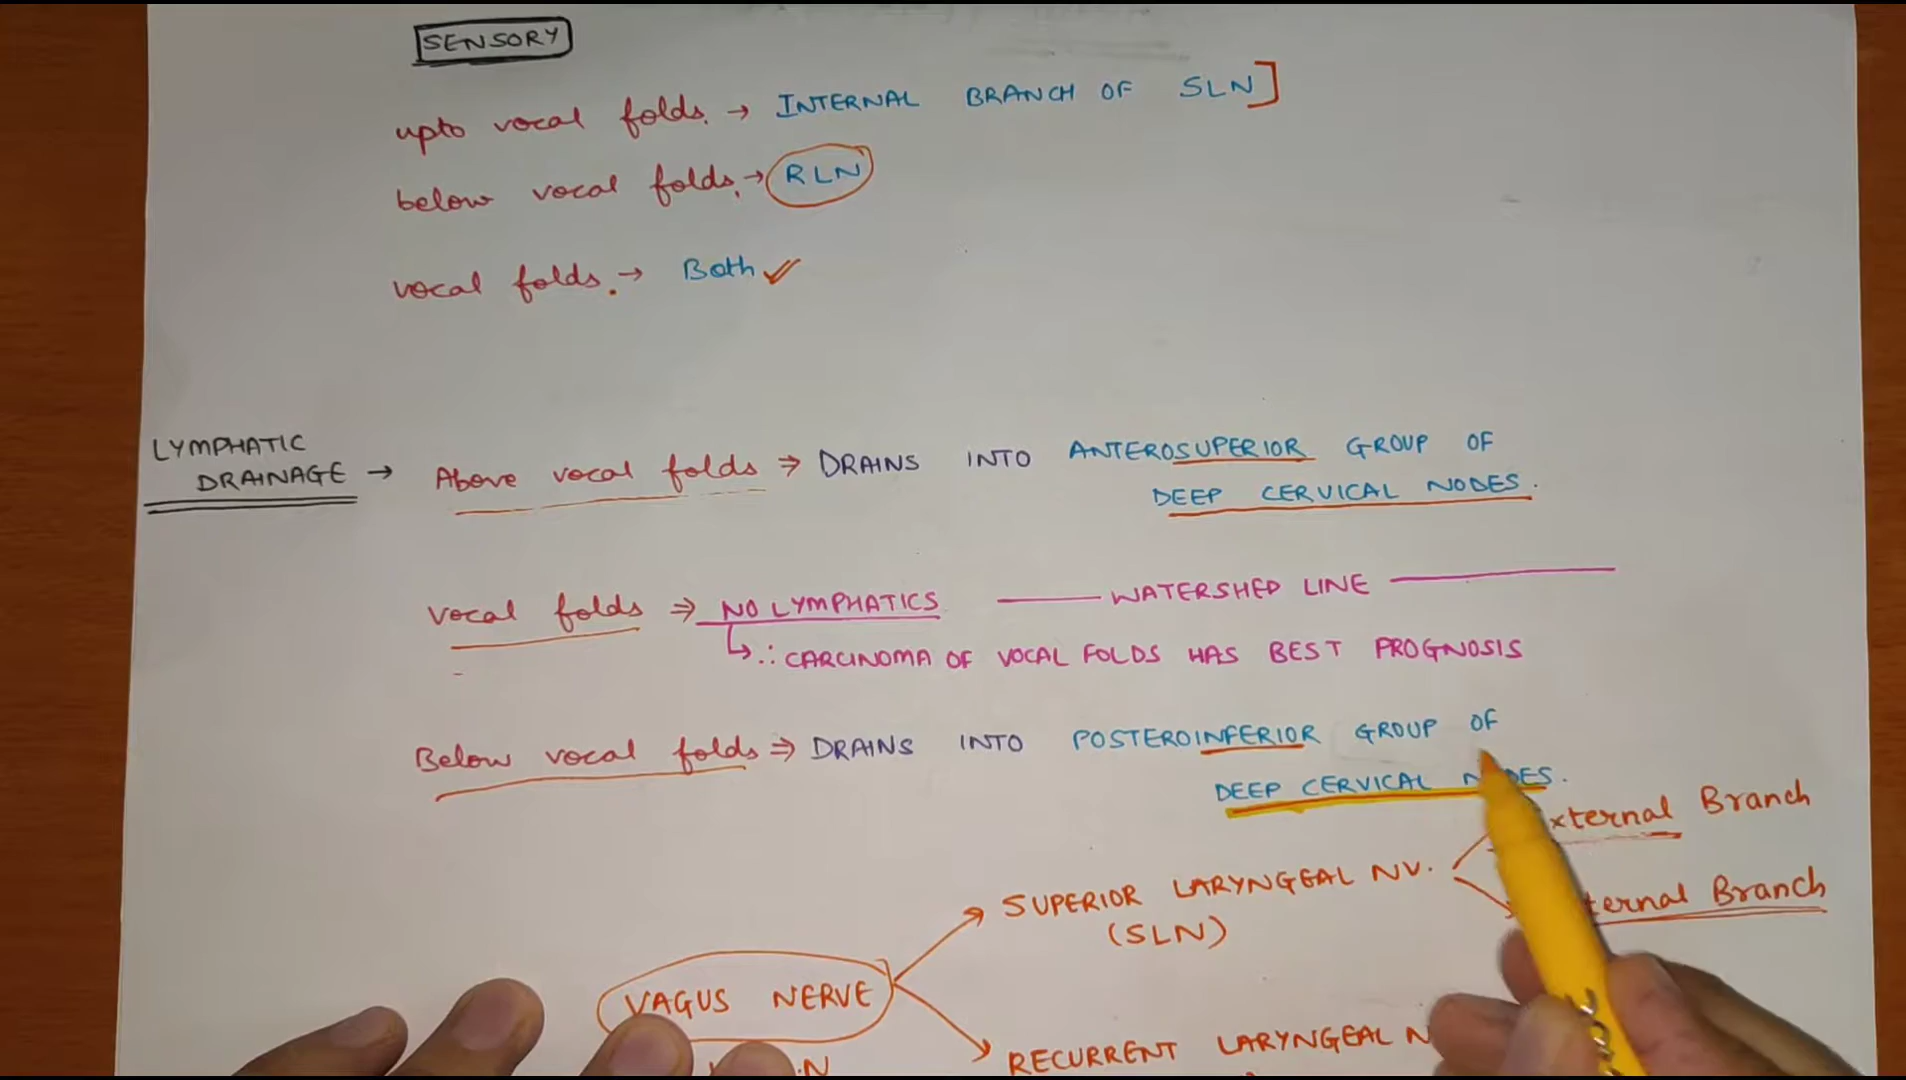 SENSORY
upto vocal folds. → INTERNAL BRANCH OF SLN]
below vocal folds. → RLN
vocal folds. → Both ✓
LYMPHATIC
DRAINAGE → Above vocal folds ⇒ DRAINS INTO ANTEROSUPERIOR GROUP OF
DEEP CERVICAL NODES.
vocal folds ⇒ NO LYMPHATICS —— WATERSHED LINE ——
↳ ∴ CARCINOMA OF VOCAL FOLDS HAS BEST PROGNOSIS
Below vocal folds ⇒ DRAINS INTO POSTEROINFERIOR GROUP OF
DEEP CERVICAL NODES.
Branch
SUPERIOR LARYNGEAL NV.
Branch
(SLN)
VAGUS NERVE
RECURRENT LARYNGEAL